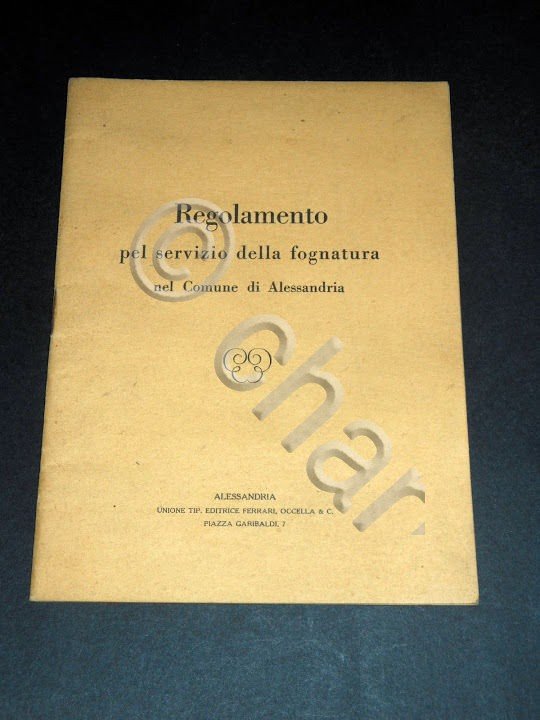 Regolamento
pel servizio della fognatura
nel Comune di Alessandria
ALESSANDRIA
UNIONE TIP. EDITRICE FERRARI, OCCELLA & C.
PIAZZA GARIBALDI, 7
© char